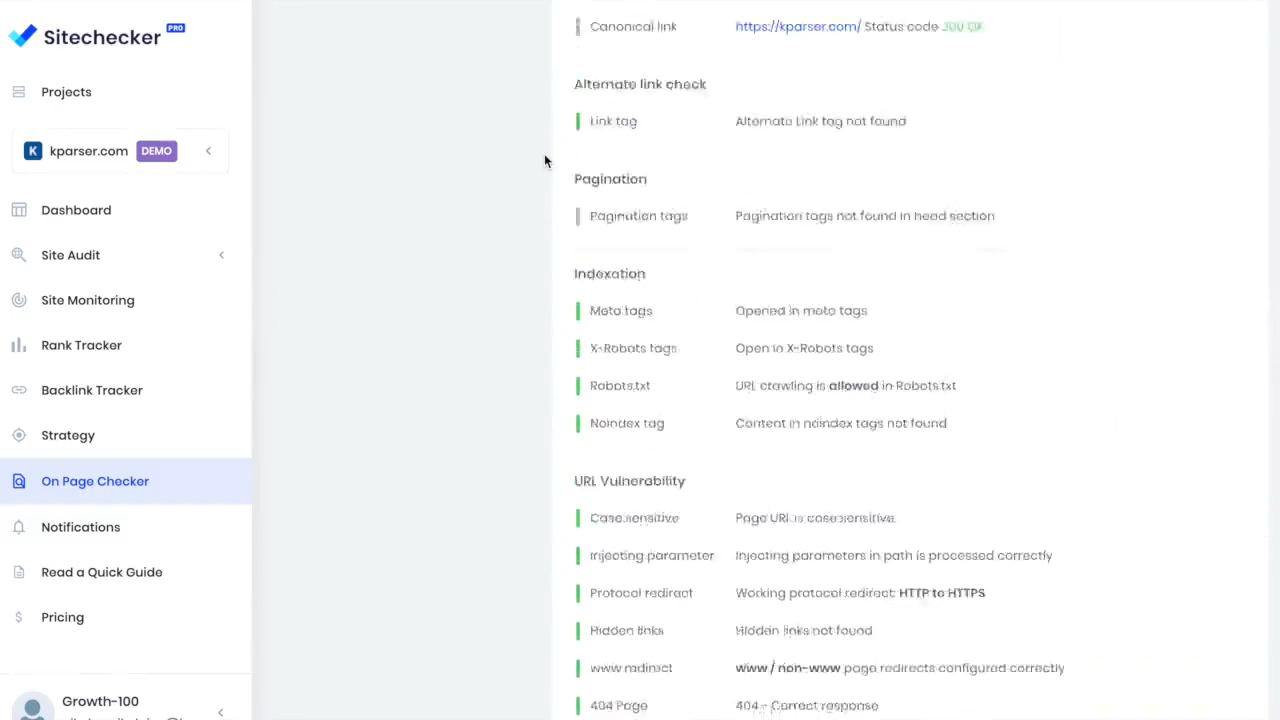 Sitechecker PRO
Projects
kparser.com DEMO
Dashboard
Site Audit
Site Monitoring
Rank Tracker
Backlink Tracker
Strategy
On Page Checker
Notifications
Read a Quick Guide
Pricing
Growth-100
Canonical link https://kparser.com/ Status code 200 OK
Alternate link check
Link tag Alternate Link tag not found
Pagination
Pagination tags Pagination tags not found in head section
Indexation
Meta tags Opened in meta tags
X-Robots tags Open in X-Robots tags
Robots.txt URL crawling is allowed in Robots.txt
Noindex tag Content in noindex tags not found
URL Vulnerability
Case sensitive Page URL is case sensitive
Injecting parameter Injecting parameters in path is processed correctly
Protocol redirect Working protocol redirect: HTTP to HTTPS
Hidden links Hidden links not found
www redirect www / non-www page redirects configured correctly
404 Page 404 - Correct response